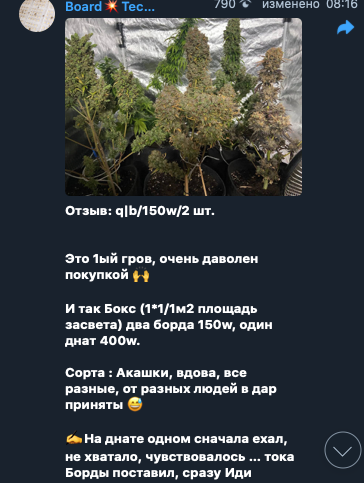 Board💥 Tec...
790 изменено 08:16
Отзыв: q|b/150w/2 шт.
Это 1ый гров, очень даволен
покупкой 🙌
И так Бокс (1*1/1м2 площадь
засвета) два борда 150w, один
днат 400w.
Сорта : Акашки, вдова, все
разные, от разных людей в дар
приняты 😅
✍️На днате одном сначала ехал,
не хватало, чувствовалось ... тока
Борды поставил, сразу Иди